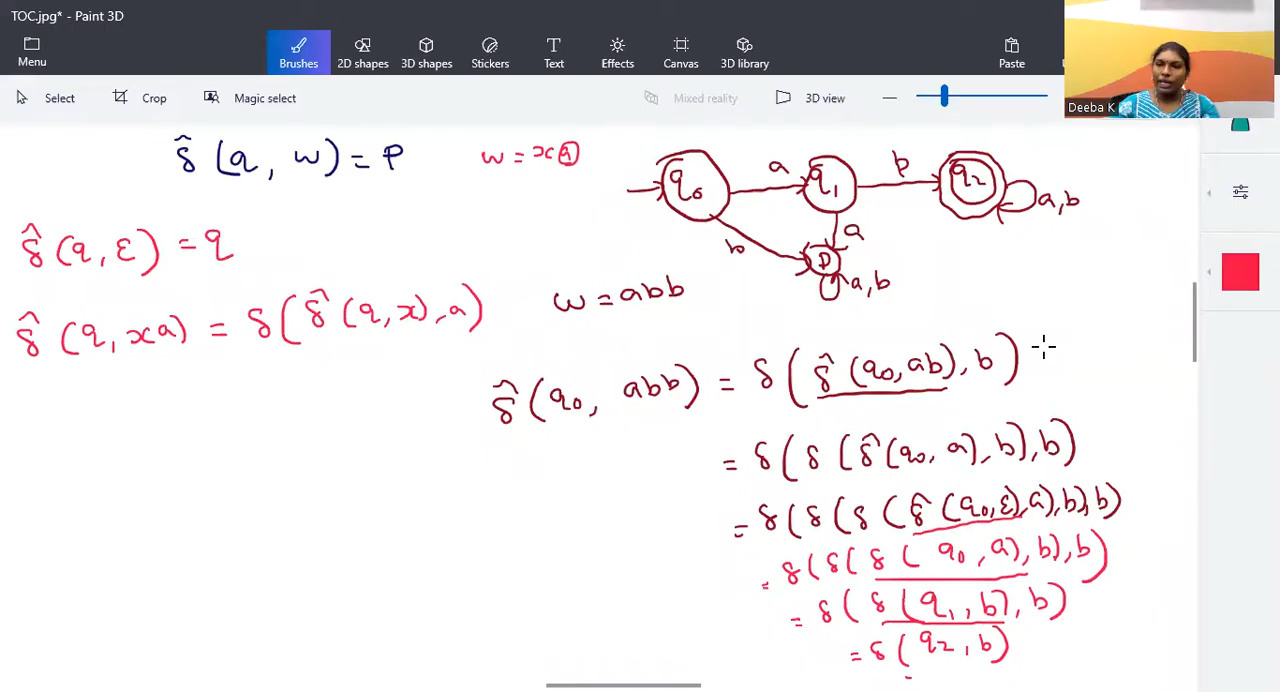 TOC.jpg* - Paint 3D
Menu
Brushes
2D shapes
3D shapes
Stickers
Text
Effects
Canvas
3D library
Paste
Deeba K
Select
Crop
Magic select
Mixed reality
3D view
δ̂ (q, w) = P
w = xa
q₀ a q₁ b q₂ a,b
b a
D a,b
δ̂ (q, ε) = q
w = abb
δ̂ (q, xa) = δ(δ̂ (q, x), a)
δ̂ (q₀, abb) = δ(δ̂ (q₀, ab), b)
= δ(δ(δ̂(q₀, a), b), b)
= δ(δ(δ(δ̂(q₀, ε), a), b), b)
= δ(δ(δ(q₀, a), b), b)
= δ(δ(q₁, b), b)
= δ(q₂, b)